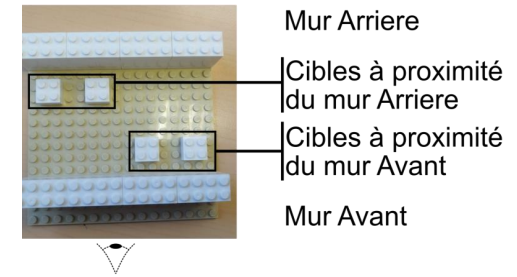 Mur Arriere
Cibles à proximité
du mur Arriere
Cibles à proximité
du mur Avant
Mur Avant